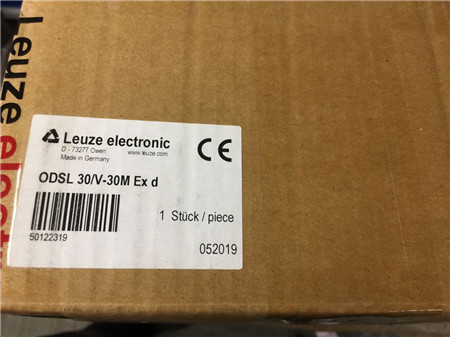 Leuze electronic
D - 73277 Owen www.leuze.com
Made in Germany
CE
ODSL 30/V-30M Ex d
1 Stück / piece
50122319
052019
Leuze elect